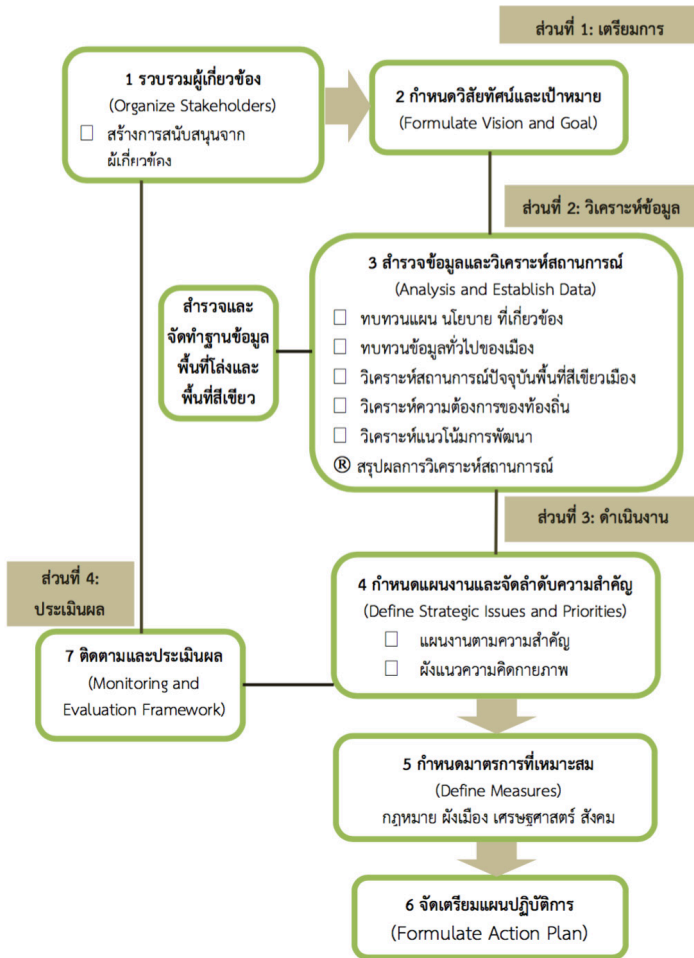 ส่วนที่ 1: เตรียมการ
1 รวบรวมผู้เกี่ยวข้อง
(Organize Stakeholders)
☐ สร้างการสนับสนุนจาก
ผู้เกี่ยวข้อง
2 กำหนดวิสัยทัศน์และเป้าหมาย
(Formulate Vision and Goal)
ส่วนที่ 2: วิเคราะห์ข้อมูล
3 สำรวจข้อมูลและวิเคราะห์สถานการณ์
(Analysis and Establish Data)
☐ ทบทวนแผน นโยบาย ที่เกี่ยวข้อง
☐ ทบทวนข้อมูลทั่วไปของเมือง
☐ วิเคราะห์สถานการณ์ปัจจุบันพื้นที่สีเขียวเมือง
☐ วิเคราะห์ความต้องการของท้องถิ่น
☐ วิเคราะห์แนวโน้มการพัฒนา
® สรุปผลการวิเคราะห์สถานการณ์
สำรวจและ
จัดทำฐานข้อมูล
พื้นที่โล่งและ
พื้นที่สีเขียว
ส่วนที่ 3: ดำเนินงาน
4 กำหนดแผนงานและจัดลำดับความสำคัญ
(Define Strategic Issues and Priorities)
☐ แผนงานตามความสำคัญ
☐ ผังแนวความคิดกายภาพ
ส่วนที่ 4:
ประเมินผล
7 ติดตามและประเมินผล
(Monitoring and
Evaluation Framework)
5 กำหนดมาตรการที่เหมาะสม
(Define Measures)
กฎหมาย ผังเมือง เศรษฐศาสตร์ สังคม
6 จัดเตรียมแผนปฏิบัติการ
(Formulate Action Plan)